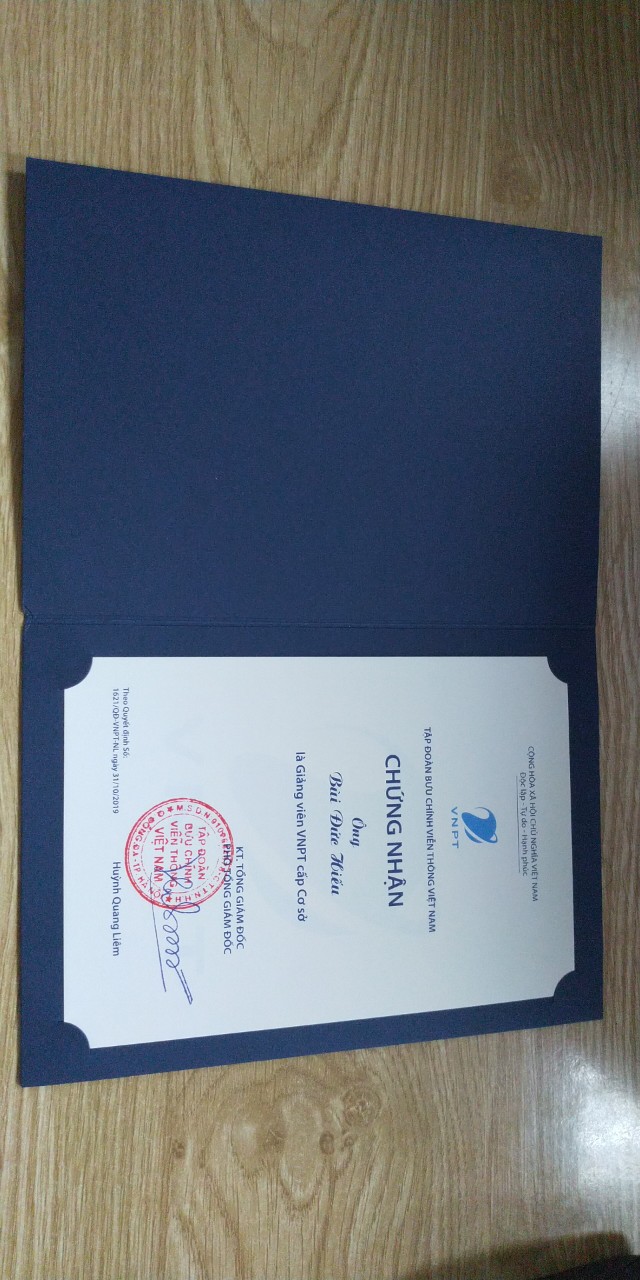 CỘNG HÒA XÃ HỘI CHỦ NGHĨA VIỆT NAM
Độc lập - Tự do - Hạnh phúc
VNPT
TẬP ĐOÀN BƯU CHÍNH VIỄN THÔNG VIỆT NAM
CHỨNG NHẬN
Ông
Bùi Đức Hiếu
là Giảng viên VNPT cấp Cơ sở
KT. TỔNG GIÁM ĐỐC
PHÓ TỔNG GIÁM ĐỐC
TẬP ĐOÀN
BƯU CHÍNH
VIỄN THÔNG
VIỆT NAM
Q. ĐỐNG ĐA - TP. HÀ NỘI
Theo Quyết định Số:
1621/QĐ-VNPT-NL ngày 31/10/2019
Huỳnh Quang Liêm